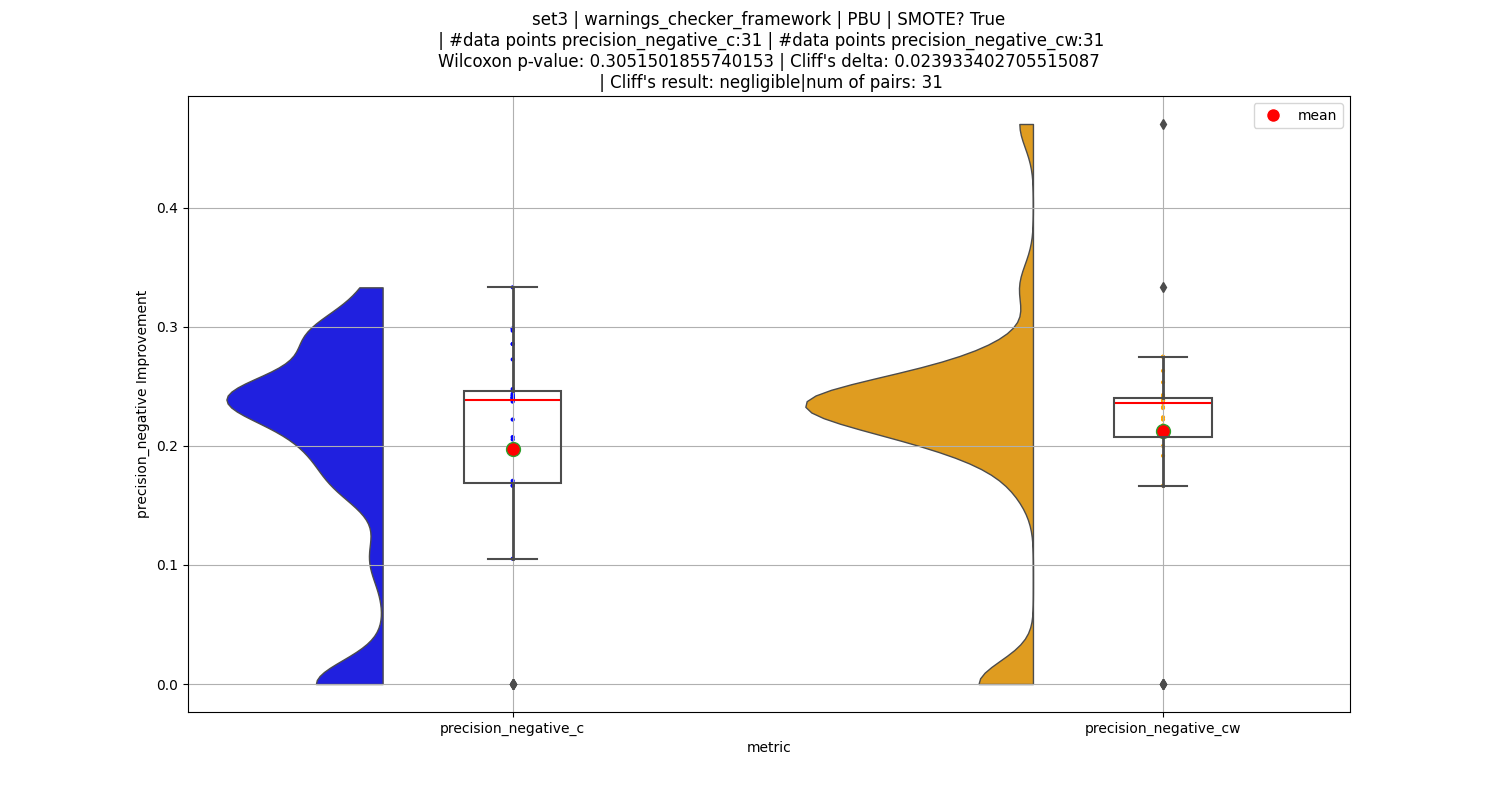 set3 | warnings_checker_framework | PBU | SMOTE? True
| #data points precision_negative_c:31 | #data points precision_negative_cw:31
Wilcoxon p-value: 0.3051501855740153 | Cliff's delta: 0.023933402705515087
| Cliff's result: negligible|num of pairs: 31
mean
0.4
0.3
0.2
0.1
0.0
precision_negative Improvement
precision_negative_c
precision_negative_cw
metric